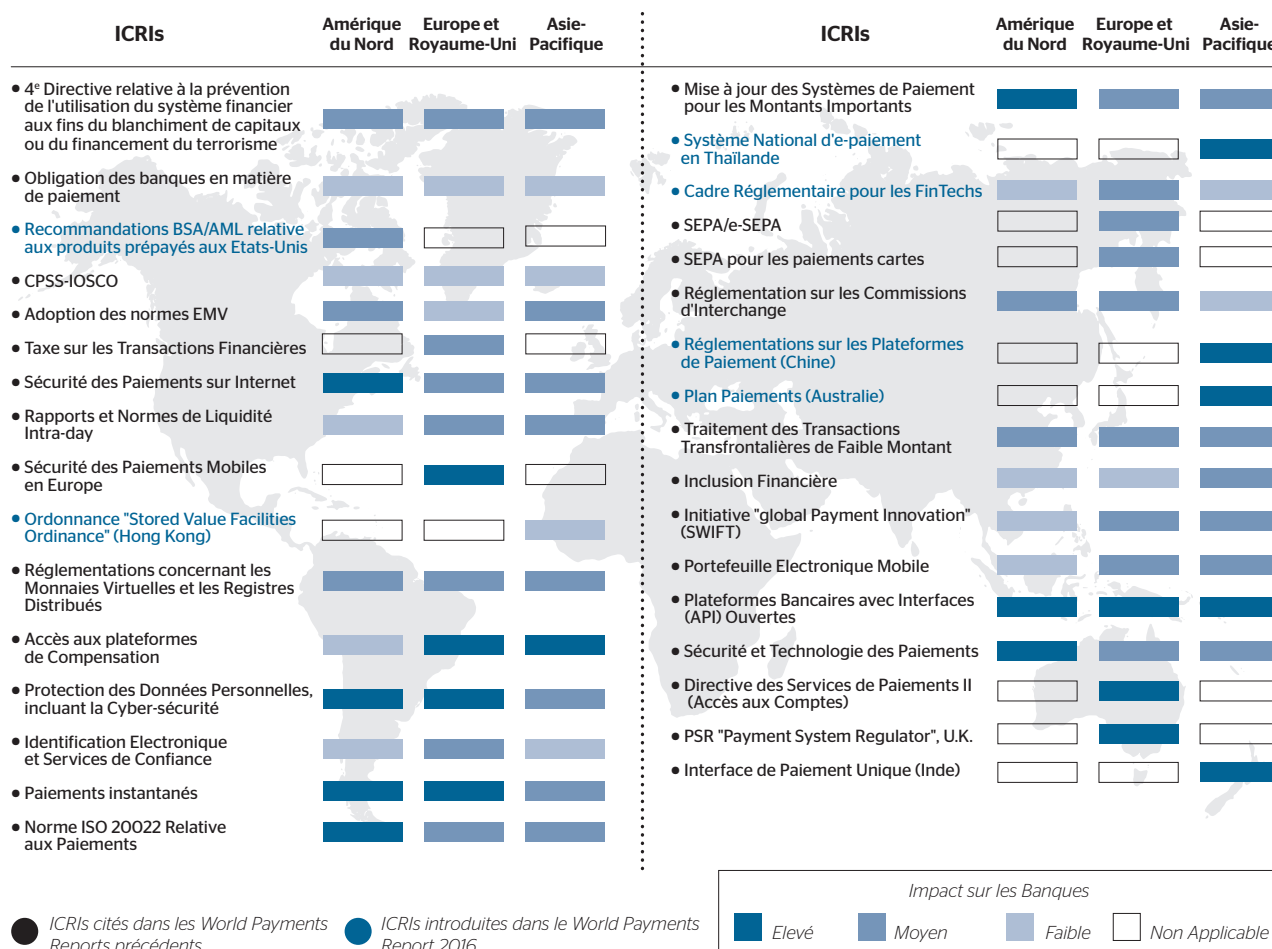 ICRIs
Amérique
du Nord
Europe et
Royaume-Uni
Asie-
Pacifique
• 4e Directive relative à la prévention
de l'utilisation du système financier
aux fins du blanchiment de capitaux
ou du financement du terrorisme
• Obligation des banques en matière
de paiement
• Recommandations BSA/AML relative
aux produits prépayés aux Etats-Unis
• CPSS-IOSCO
• Adoption des normes EMV
• Taxe sur les Transactions Financières
• Sécurité des Paiements sur Internet
• Rapports et Normes de Liquidité
Intra-day
• Sécurité des Paiements Mobiles
en Europe
• Ordonnance "Stored Value Facilities
Ordinance" (Hong Kong)
• Réglementations concernant les
Monnaies Virtuelles et les Registres
Distribués
• Accès aux plateformes
de Compensation
• Protection des Données Personnelles,
incluant la Cyber-sécurité
• Identification Electronique
et Services de Confiance
• Paiements instantanés
• Norme ISO 20022 Relative
aux Paiements
ICRIs
Amérique
du Nord
Europe et
Royaume-Uni
Asie-
Pacifique
• Mise à jour des Systèmes de Paiement
pour les Montants Importants
• Système National d'e-paiement
en Thaïlande
• Cadre Réglementaire pour les FinTechs
• SEPA/e-SEPA
• SEPA pour les paiements cartes
• Réglementation sur les Commissions
d'Interchange
• Réglementations sur les Plateformes
de Paiement (Chine)
• Plan Paiements (Australie)
• Traitement des Transactions
Transfrontalières de Faible Montant
• Inclusion Financière
• Initiative "global Payment Innovation"
(SWIFT)
• Portefeuille Electronique Mobile
• Plateformes Bancaires avec Interfaces
(API) Ouvertes
• Sécurité et Technologie des Paiements
• Directive des Services de Paiements II
(Accès aux Comptes)
• PSR "Payment System Regulator", U.K.
• Interface de Paiement Unique (Inde)
ICRIs cités dans les World Payments
Reports précédents
ICRIs introduites dans le World Payments
Report 2016
Impact sur les Banques
Elevé
Moyen
Faible
Non Applicable